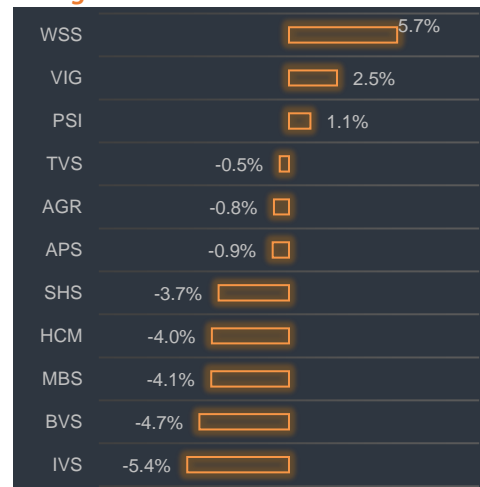 WSS 5.7%
VIG 2.5%
PSI 1.1%
TVS -0.5%
AGR -0.8%
APS -0.9%
SHS -3.7%
HCM -4.0%
MBS -4.1%
BVS -4.7%
IVS -5.4%